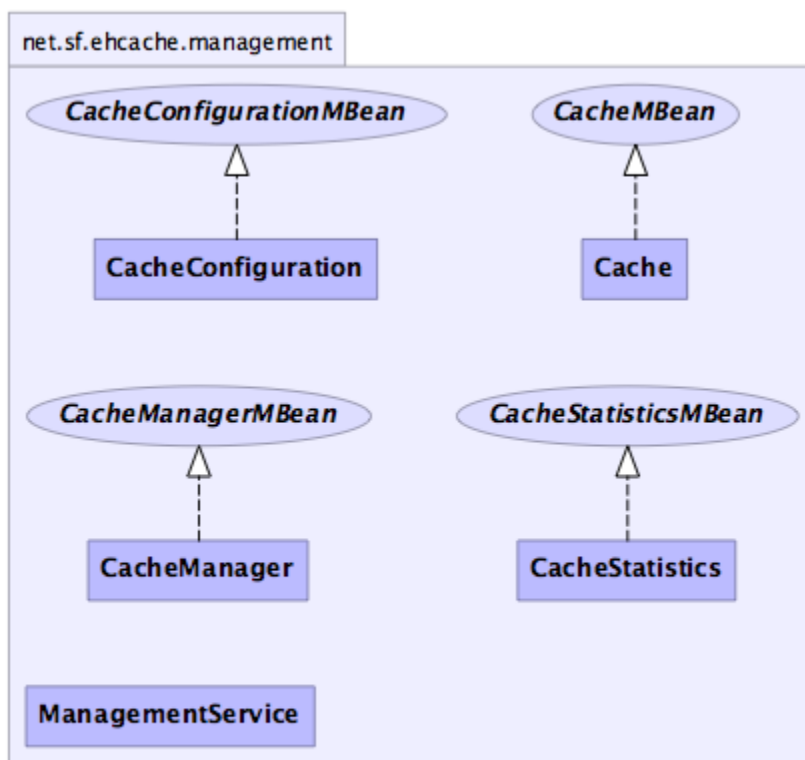 net.sf.ehcache.management
CacheConfigurationMBean
CacheMBean
CacheConfiguration
Cache
CacheManagerMBean
CacheStatisticsMBean
CacheManager
CacheStatistics
ManagementService